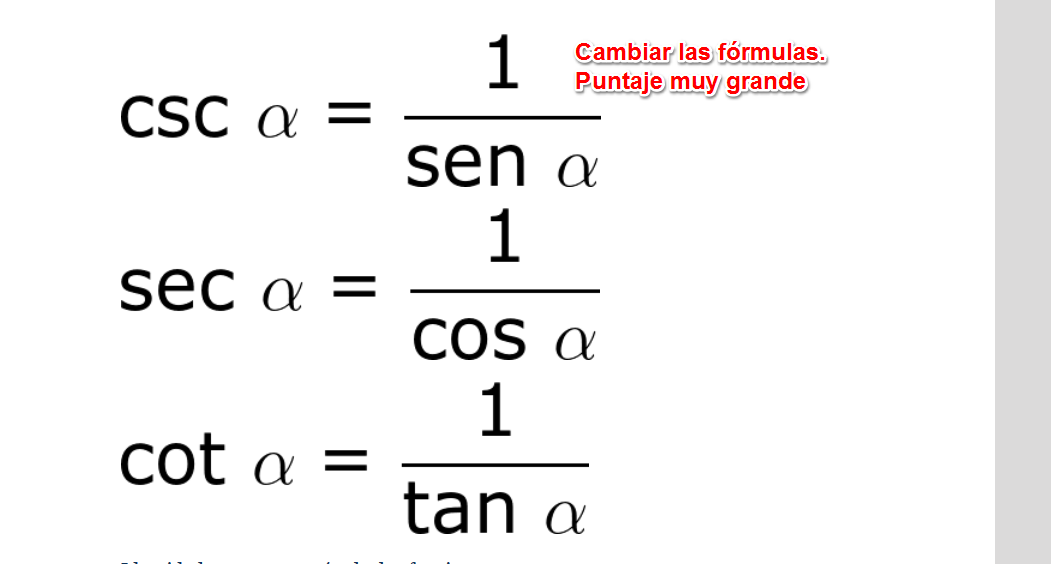 csc α = 1 / sen α
Cambiar las fórmulas.
Puntaje muy grande
sec α = 1 / cos α
cot α = 1 / tan α